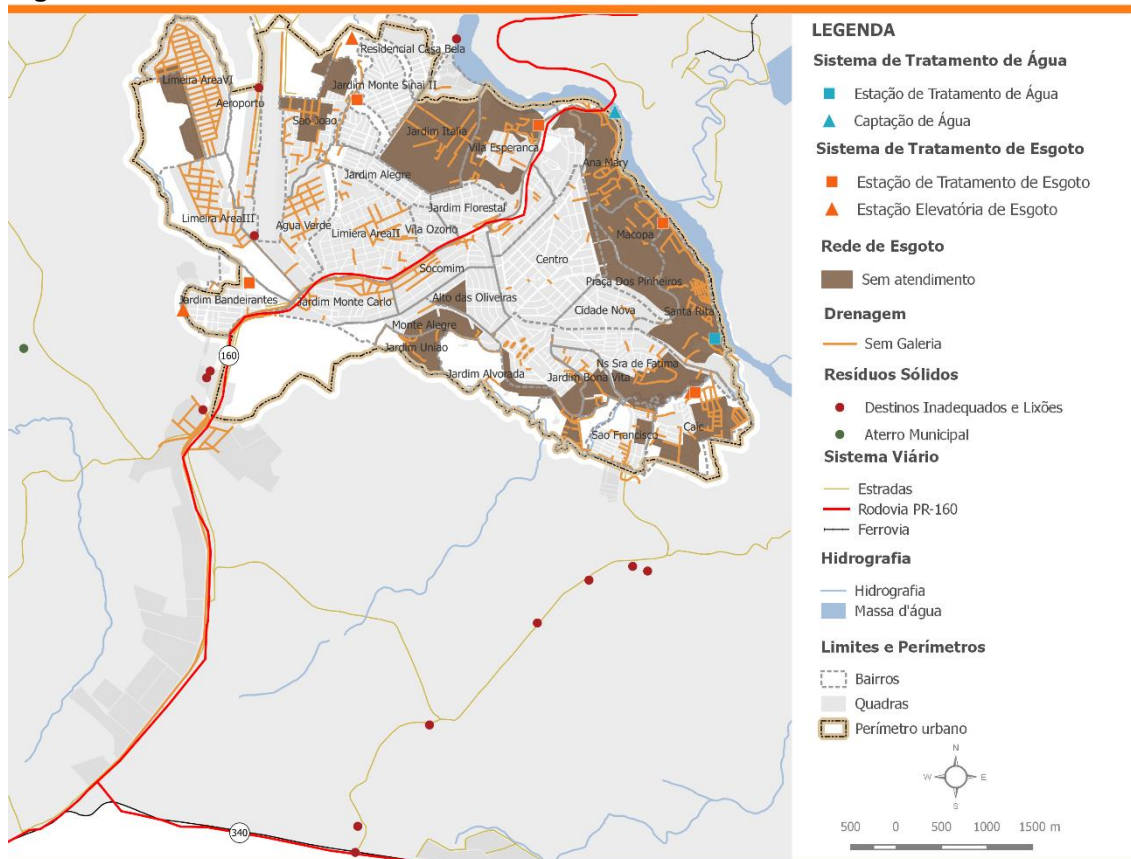 Residencial Casa Bela
Limeira AreaVI
Jardim Monte Sinai II
Aeroporto
Sao Joao
Jardim Italia
Vila Esperanca
Ana Mary
Jardim Alegre
Jardim Florestal
Limeira AreaIII
Agua Verde
Limiera AreaII
Vila Ozorio
Macopa
Centro
Socomim
Praça Dos Pinheiros
Jardim Bandeirantes
Jardim Monte Carlo
Alto das Oliveiras
Cidade Nova
Santa Rita
Monte Alegre
Jardim Uniao
160
Ns Sra de Fatima
Jardim Alvorada
Jardim Bona Vita
Sao Francisco
Caic
340
LEGENDA
Sistema de Tratamento de Água
Estação de Tratamento de Água
Captação de Água
Sistema de Tratamento de Esgoto
Estação de Tratamento de Esgoto
Estação Elevatória de Esgoto
Rede de Esgoto
Sem atendimento
Drenagem
Sem Galeria
Resíduos Sólidos
Destinos Inadequados e Lixões
Aterro Municipal
Sistema Viário
Estradas
Rodovia PR-160
Ferrovia
Hidrografia
Hidrografia
Massa d'água
Limites e Perímetros
Bairros
Quadras
Perímetro urbano
N
W E
S
500 0 500 1000 1500 m